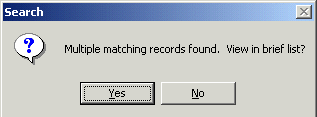 Search
Multiple matching records found.  View in brief list?
Yes
No